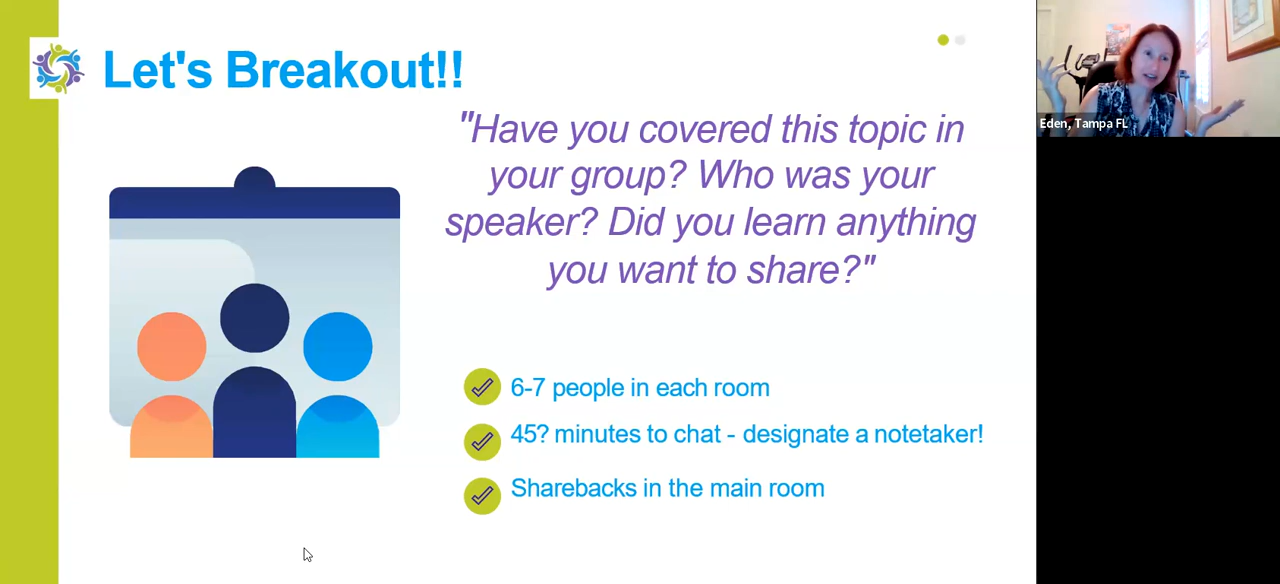 Let's Breakout!!
"Have you covered this topic in
your group? Who was your
speaker? Did you learn anything
you want to share?"
6-7 people in each room
45? minutes to chat - designate a notetaker!
Sharebacks in the main room
Eden, Tampa FL